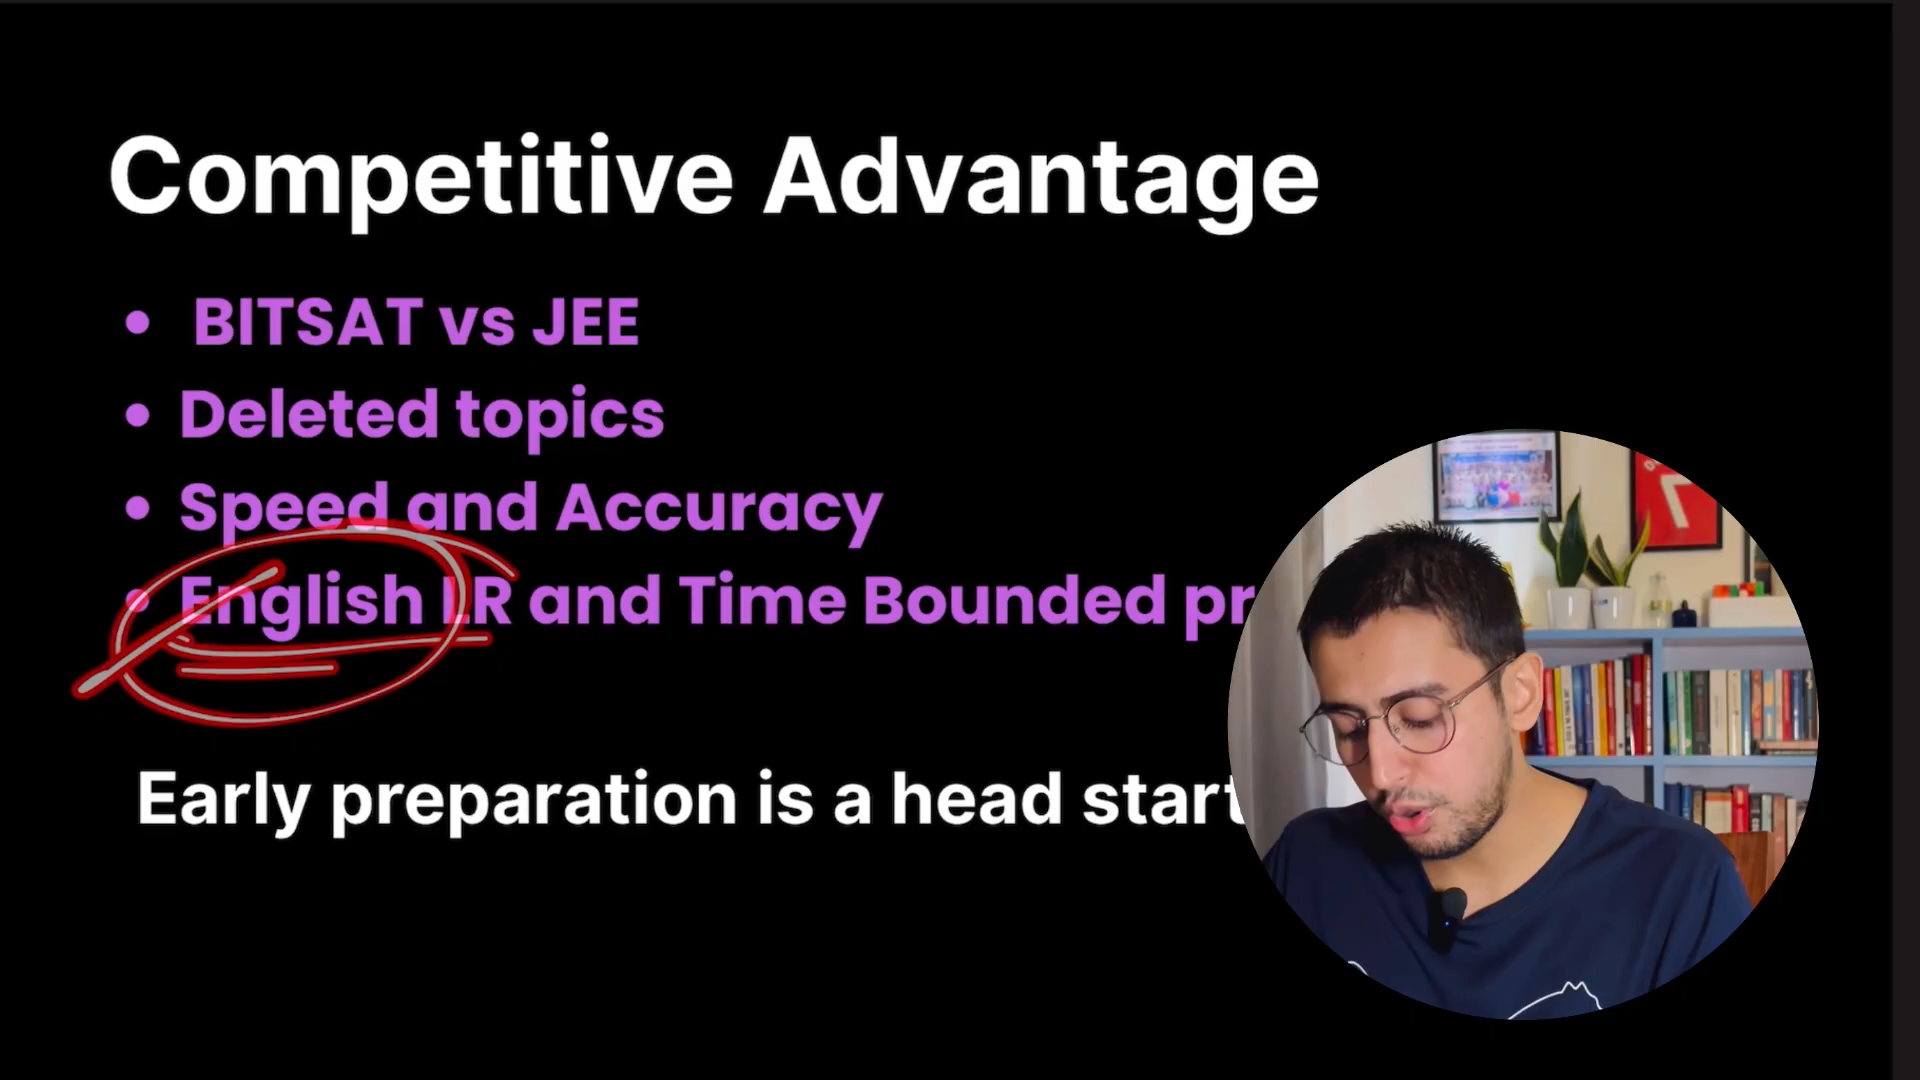 Competitive Advantage
• BITSAT vs JEE
• Deleted topics
• Speed and Accuracy
• English LR and Time Bounded
Early preparation is a head start